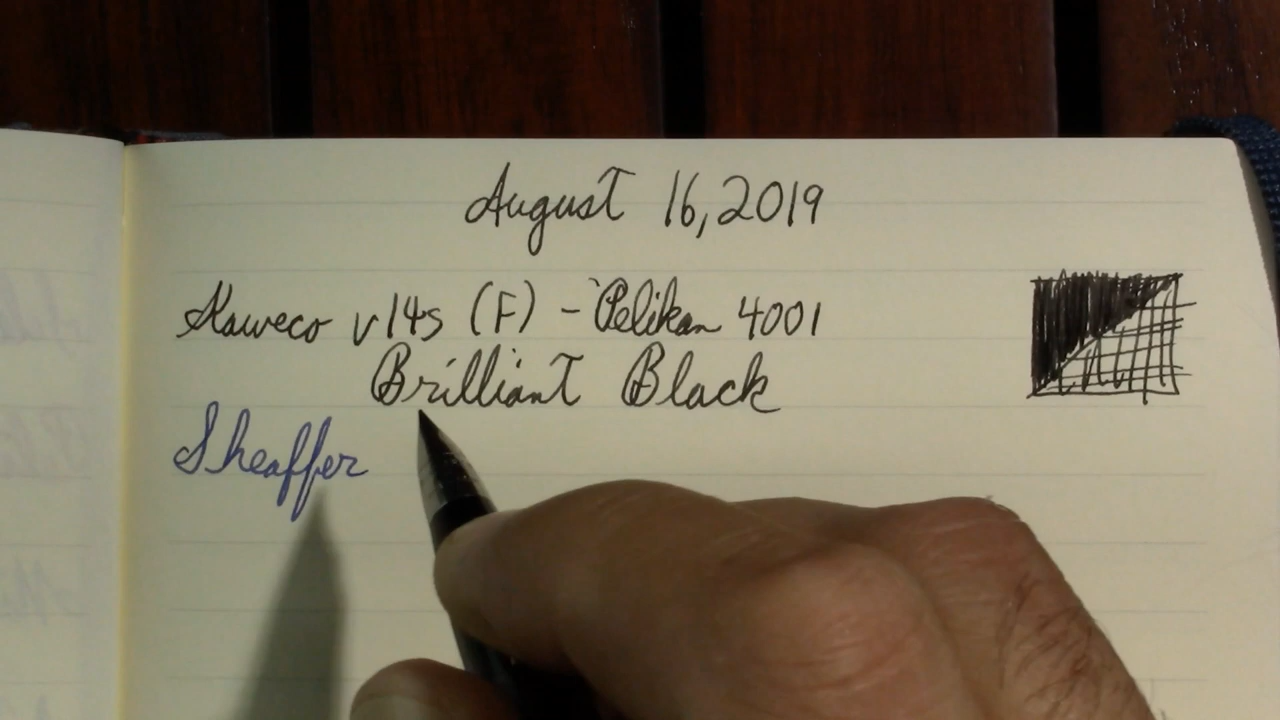 August 16, 2019
Kaweco v14s (F) - Pelikan 4001
Brilliant Black
Sheaffer